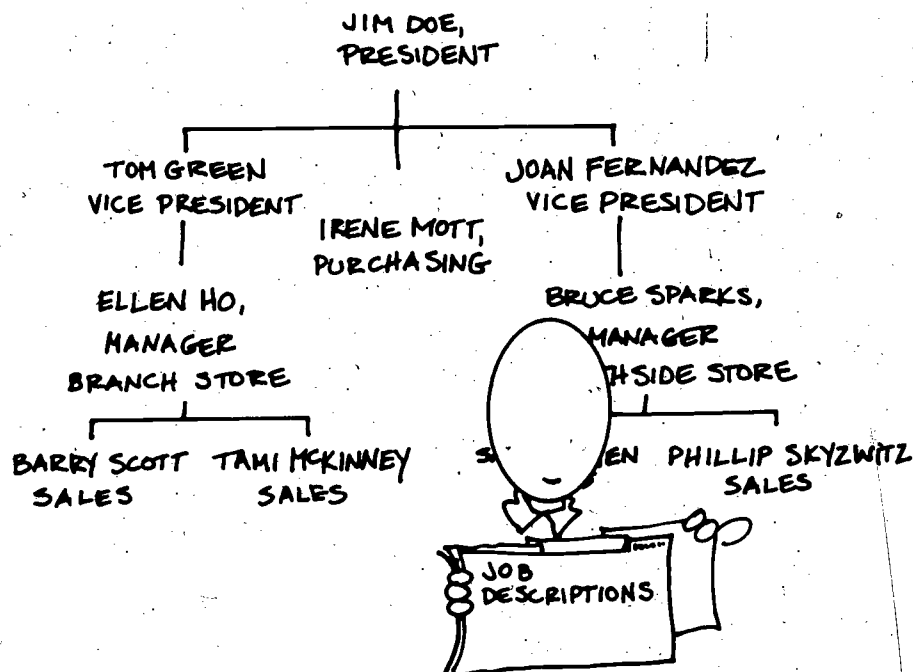 JIM DOE,
PRESIDENT
TOM GREEN
VICE PRESIDENT
IRENE MOTT,
PURCHASING
JOAN FERNANDEZ
VICE PRESIDENT
ELLEN HO,
MANAGER
BRANCH STORE
BRUCE SPARKS,
MANAGER
SIDE STORE
BARRY SCOTT
SALES
TAMI MCKINNEY
SALES
PHILLIP SKYZWITZ
SALES
JOB
DESCRIPTIONS